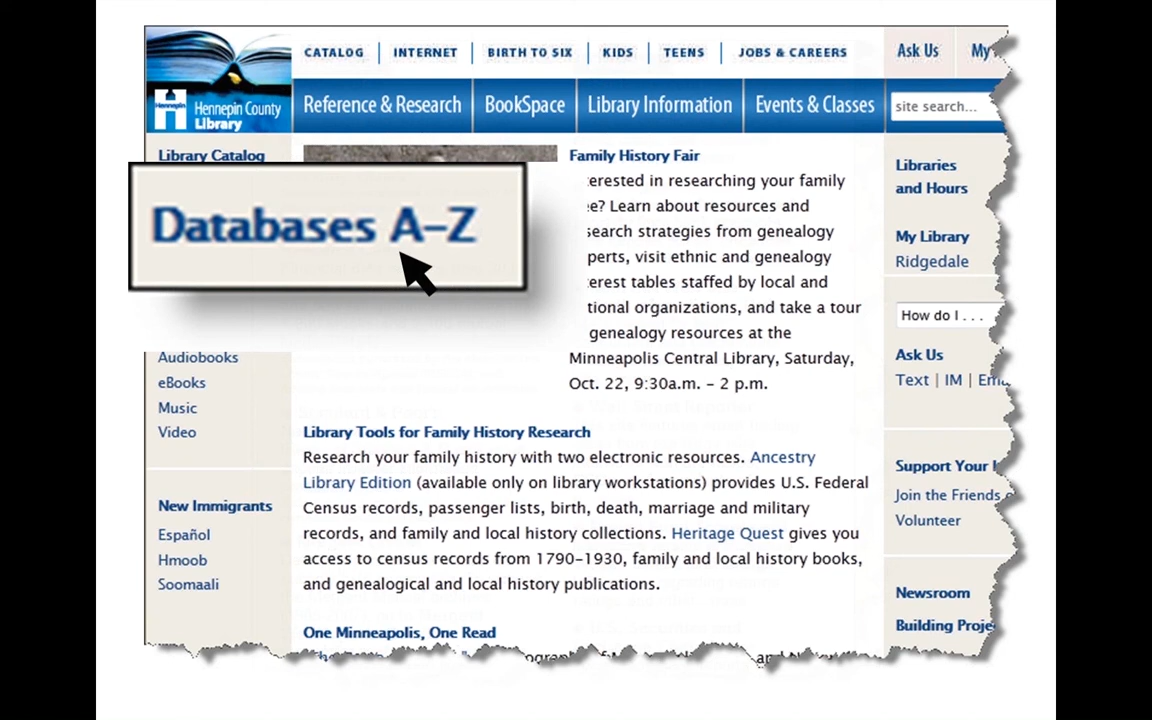 CATALOG
INTERNET
BIRTH TO SIX
KIDS
TEENS
JOBS & CAREERS
Ask Us
My
Hennepin
Hennepin County
Library
Reference & Research
BookSpace
Library Information
Events & Classes
site search...
Library Catalog
Databases A–Z
Audiobooks
eBooks
Music
Video
New Immigrants
Español
Hmoob
Soomaali
Family History Fair
erested in researching your family
ee? Learn about resources and
search strategies from genealogy
perts, visit ethnic and genealogy
terest tables staffed by local and
tional organizations, and take a tour
genealogy resources at the
Minneapolis Central Library, Saturday,
Oct. 22, 9:30a.m. – 2 p.m.
Library Tools for Family History Research
Research your family history with two electronic resources. Ancestry
Library Edition (available only on library workstations) provides U.S. Federal
Census records, passenger lists, birth, death, marriage and military
records, and family and local history collections. Heritage Quest gives you
access to census records from 1790–1930, family and local history books,
and genealogical and local history publications.
One Minneapolis, One Read
Libraries
and Hours
My Library
Ridgedale
How do I . . .
Ask Us
Text | IM | Em
Support Your
Join the Friends
Volunteer
Newsroom
Building Proje